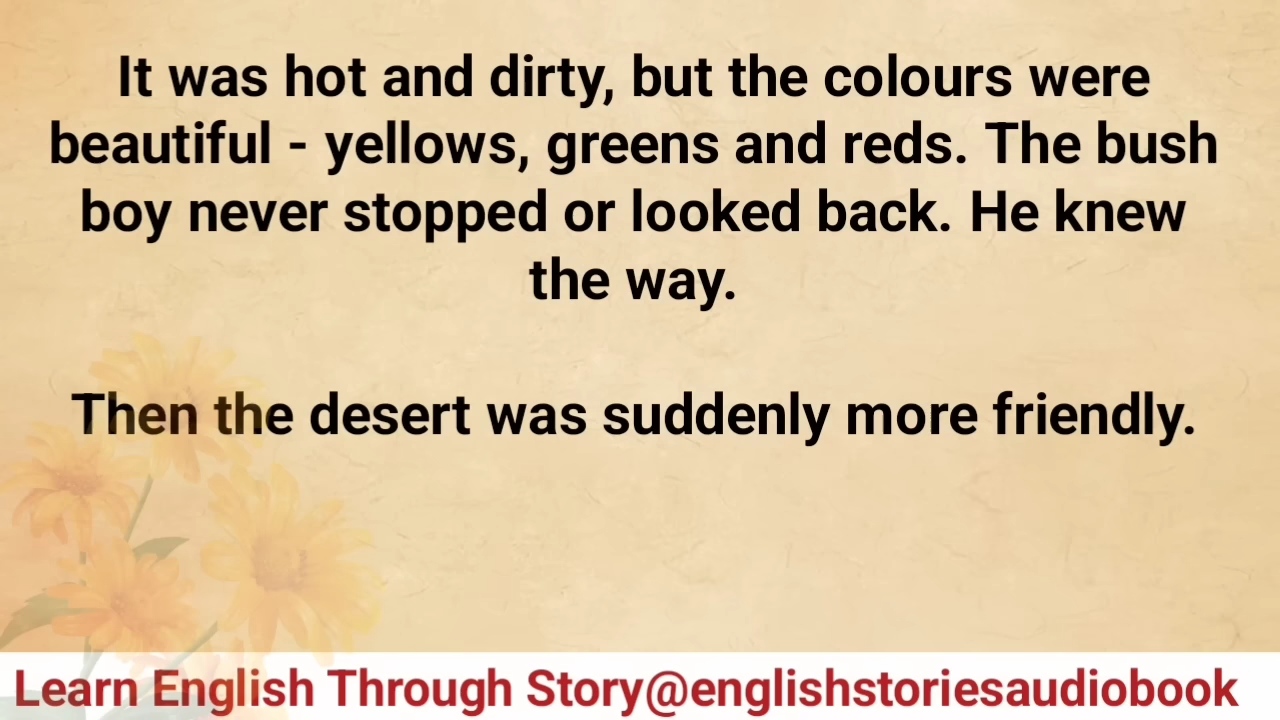 It was hot and dirty, but the colours were
beautiful - yellows, greens and reds. The bush
boy never stopped or looked back. He knew
the way.
Then the desert was suddenly more friendly.
Learn English Through Story@englishstoriesaudiobook